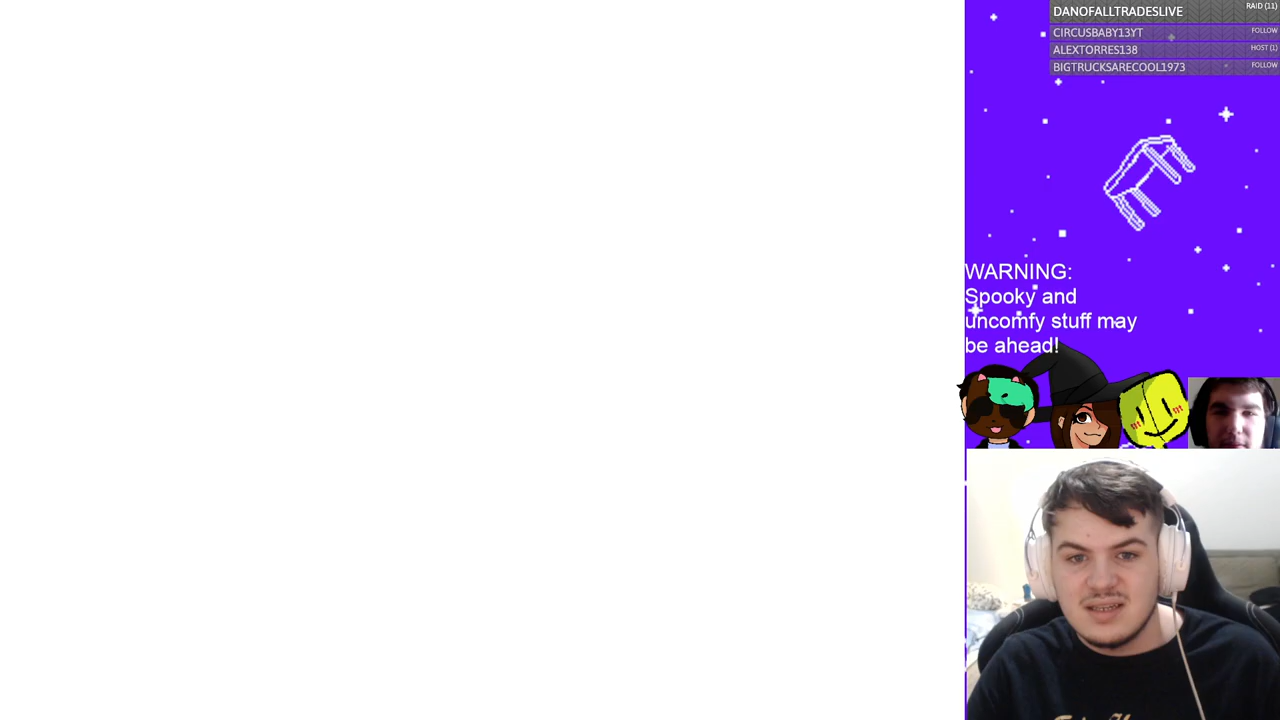 DANOFALLTRADESLIVE RAID (11)
CIRCUSBABY13YT FOLLOW
ALEXTORRES138 HOST (1)
BIGTRUCKSARECOOL1973 FOLLOW
WARNING:
Spooky and
uncomfy stuff may
be ahead!